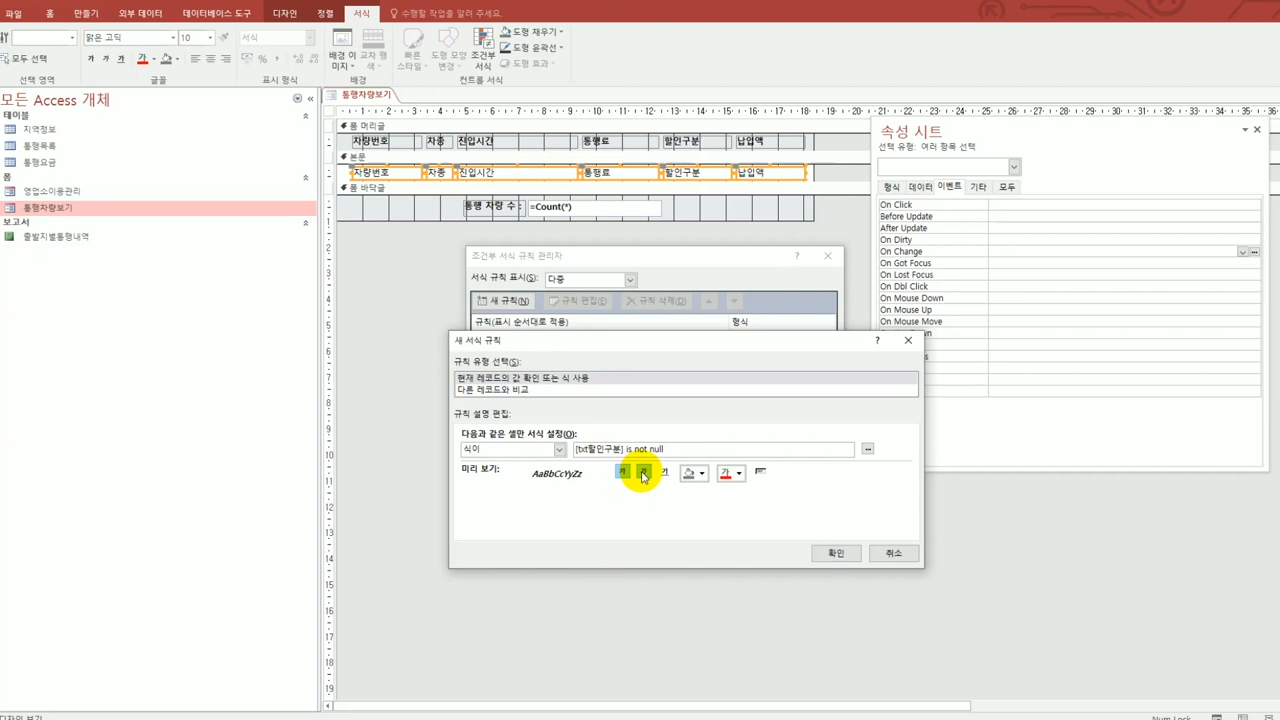 파일 홈 만들기 외부 데이터 데이터베이스 도구 디자인 정렬 서식 수행할 작업을 알려 주세요.
맑은 고딕 10 서식
모두 선택 가 가 가 가
배경 이미지 교자 행 색 빠른 스타일 도형 모양 변경 조건부 서식 도형 채우기 도형 윤곽선 도형 효과
선택 영역 글꼴 표시 형식 배경 컨트롤 서식
모든 Access 개체
테이블
지역정보
통행목록
통행요금
폼
영업소이용관리
통행차량보기
보고서
출발지별통행내역
통행차량보기
폼 머리글
차량번호 차종 진입시간 통행료 할인구분 납입액
본문
차량번호 차종 진입시간 통행료 할인구분 납입액
폼 바닥글
통행 차량 수 : =Count(*)
속성 시트
선택 유형: 여러 항목 선택
형식 데이터 이벤트 기타 모두
On Click
Before Update
After Update
On Dirty
On Change
On Got Focus
On Lost Focus
On Dbl Click
On Mouse Down
On Mouse Up
On Mouse Move
조건부 서식 규칙 관리자
서식 규칙 표시(S): 다중
새 규칙(N) 규칙 편집(E) 규칙 삭제(D)
규칙(표시 순서대로 적용) 형식
새 서식 규칙
규칙 유형 선택(S):
현재 레코드의 값 확인 또는 식 사용
다른 레코드와 비교
규칙 설명 편집:
다음과 같은 셀만 서식 설정(O):
식이 [txt할인구분] is not null
미리 보기: AaBbCcYyZz 가 가 가 가
확인 취소
디자인 보기 Num Lock